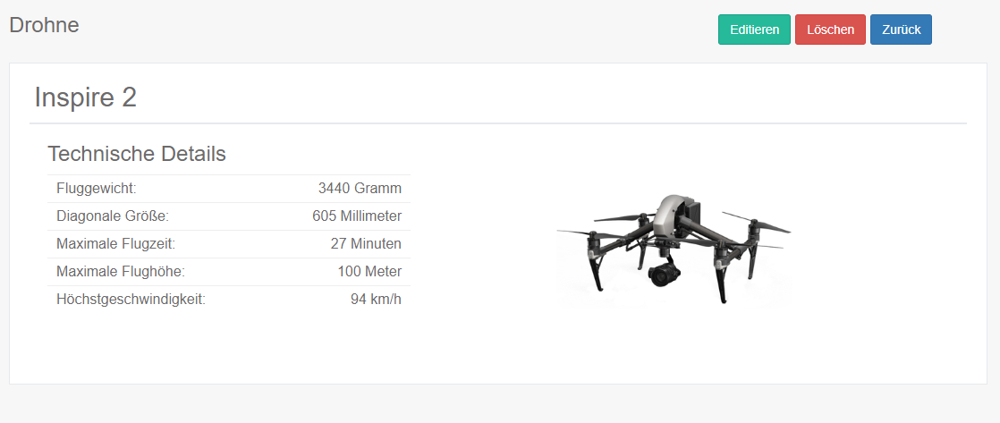 Drohne
Editieren Löschen Zurück
Inspire 2
Technische Details
Fluggewicht: 3440 Gramm
Diagonale Größe: 605 Millimeter
Maximale Flugzeit: 27 Minuten
Maximale Flughöhe: 100 Meter
Höchstgeschwindigkeit: 94 km/h